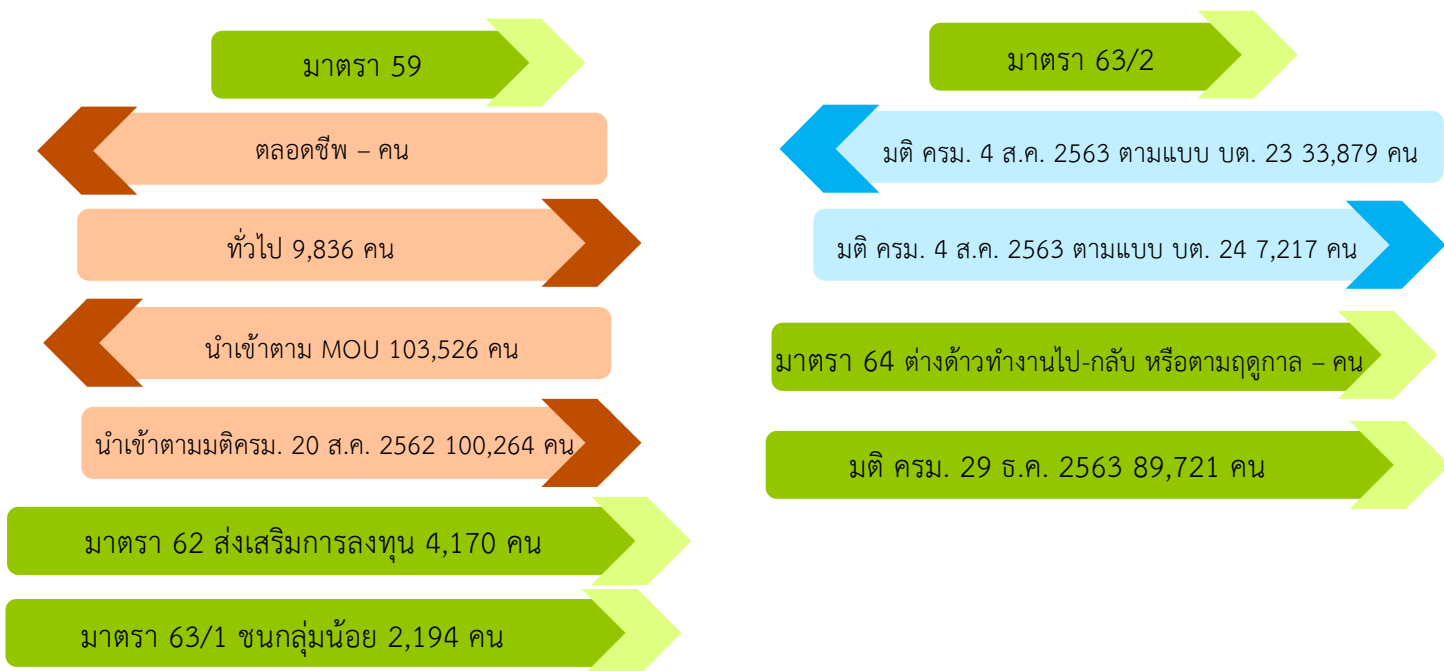 มาตรา 59
ตลอดชีพ – คน
ทั่วไป 9,836 คน
นำเข้าตาม MOU 103,526 คน
นำเข้าตามมติครม. 20 ส.ค. 2562 100,264 คน
มาตรา 62 ส่งเสริมการลงทุน 4,170 คน
มาตรา 63/1 ชนกลุ่มน้อย 2,194 คน
มาตรา 63/2
มติ ครม. 4 ส.ค. 2563 ตามแบบ บต. 23 33,879 คน
มติ ครม. 4 ส.ค. 2563 ตามแบบ บต. 24 7,217 คน
มาตรา 64 ต่างด้าวทำงานไป-กลับ หรือตามฤดูกาล – คน
มติ ครม. 29 ธ.ค. 2563 89,721 คน